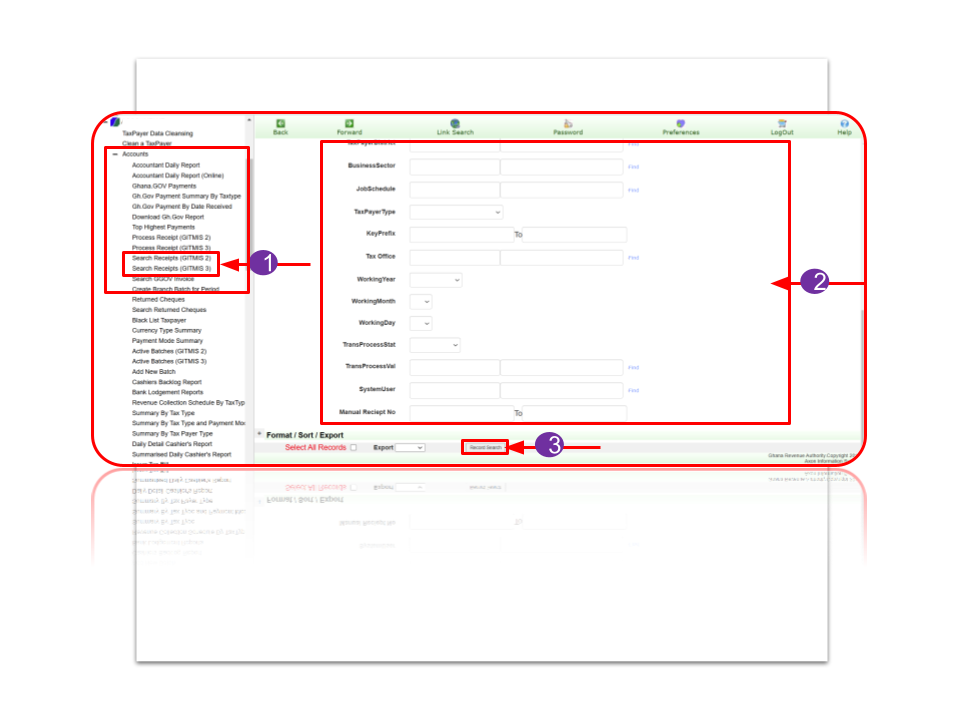 TaxPayer Data Cleansing
Clean a TaxPayer
Accounts
Accountant Daily Report
Accountant Daily Report (Online)
Ghana.GOV Payments
Gh.Gov Payment Summary By Taxtype
Gh.Gov Payment By Date Received
Download Gh.Gov Report
Top Highest Payments
Process Receipt (GITMIS 2)
Process Receipt (GITMIS 3)
Search Receipts (GITMIS 2)
Search Receipts (GITMIS 3)
Search GGOV Invoice
Create Branch Batch for Period
Returned Cheques
Search Returned Cheques
Black List Taxpayer
Currency Type Summary
Payment Mode Summary
Active Batches (GITMIS 2)
Active Batches (GITMIS 3)
Add New Batch
Cashiers Backlog Report
Bank Lodgement Reports
Revenue Collection Schedule By TaxTyp
Summary By Tax Type
Summary By Tax Type and Payment Mod
Summary By Tax Payer Type
Daily Detail Cashier's Report
Summarised Daily Cashier's Report
1
Back Forward Link Search Password Preferences LogOut Help
Find
BusinessSector Find
JobSchedule Find
TaxPayerType
KeyPrefix To
Tax Office Find
WorkingYear
2
WorkingMonth
WorkingDay
TransProcessStat
TransProcessVal Find
SystemUser Find
Manual Reciept No To
Format / Sort / Export
Select All Records Export Record Search
3
Ghana Revenue Authority Copyright 20